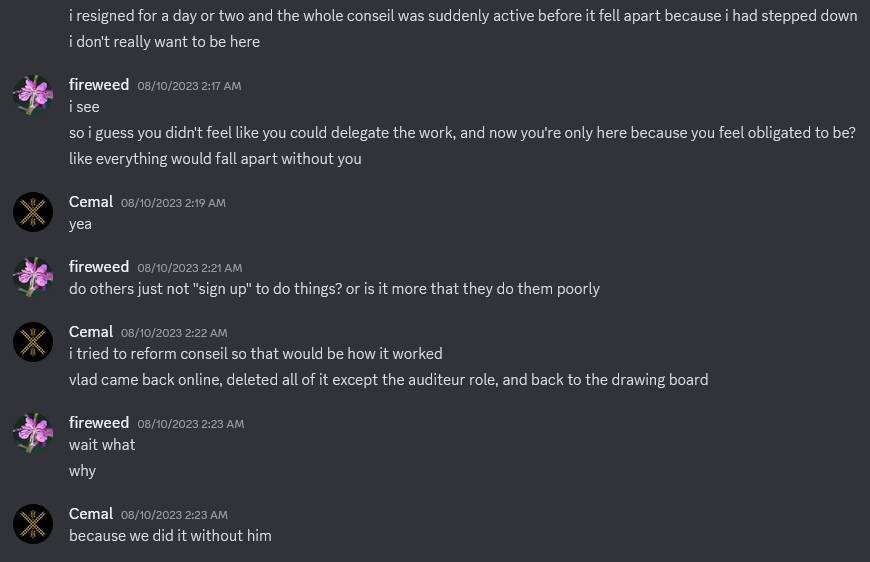 i resigned for a day or two and the whole conseil was suddenly active before it fell apart because i had stepped down
i don't really want to be here
fireweed 08/10/2023 2:17 AM
i see
so i guess you didn't feel like you could delegate the work, and now you're only here because you feel obligated to be?
like everything would fall apart without you
Cemal 08/10/2023 2:19 AM
yea
fireweed 08/10/2023 2:21 AM
do others just not "sign up" to do things? or is it more that they do them poorly
Cemal 08/10/2023 2:22 AM
i tried to reform conseil so that would be how it worked
vlad came back online, deleted all of it except the auditeur role, and back to the drawing board
fireweed 08/10/2023 2:23 AM
wait what
why
Cemal 08/10/2023 2:23 AM
because we did it without him